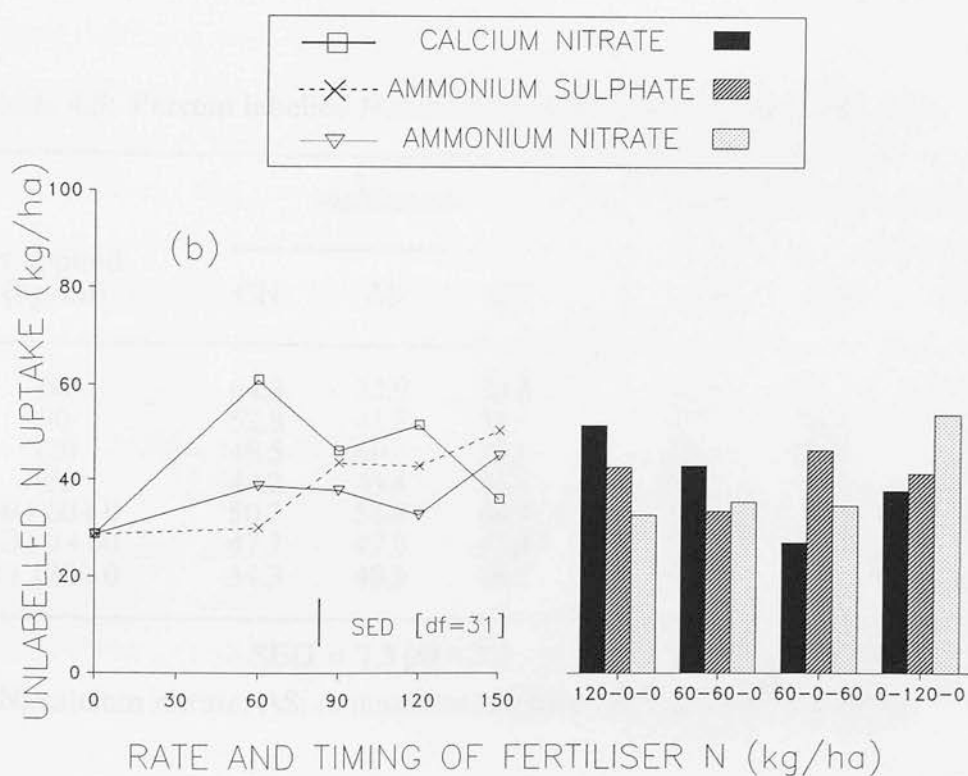 CALCIUM NITRATE
AMMONIUM SULPHATE
AMMONIUM NITRATE
UNLABELLED N UPTAKE (kg/ha)
100
80
60
40
20
0
(b)
SED [df=31]
0 30 60 90 120 150
120-0-0 60-60-0 60-0-60 0-120-0
RATE AND TIMING OF FERTILISER N (kg/ha)